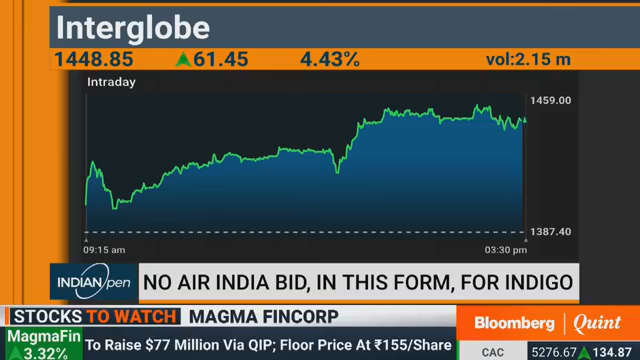 Interglobe
1448.85 61.45 4.43% vol:2.15 m
Intraday
1459.00
1387.40
09:15 am 03:30 pm
INDIAN open NO AIR INDIA BID, IN THIS FORM, FOR INDIGO
STOCKS TO WATCH MAGMA FINCORP
Bloomberg Quint
MagmaFin To Raise $77 Million Via QIP; Floor Price At ₹155/Share
3.32%
CAC 5276.67 134.87